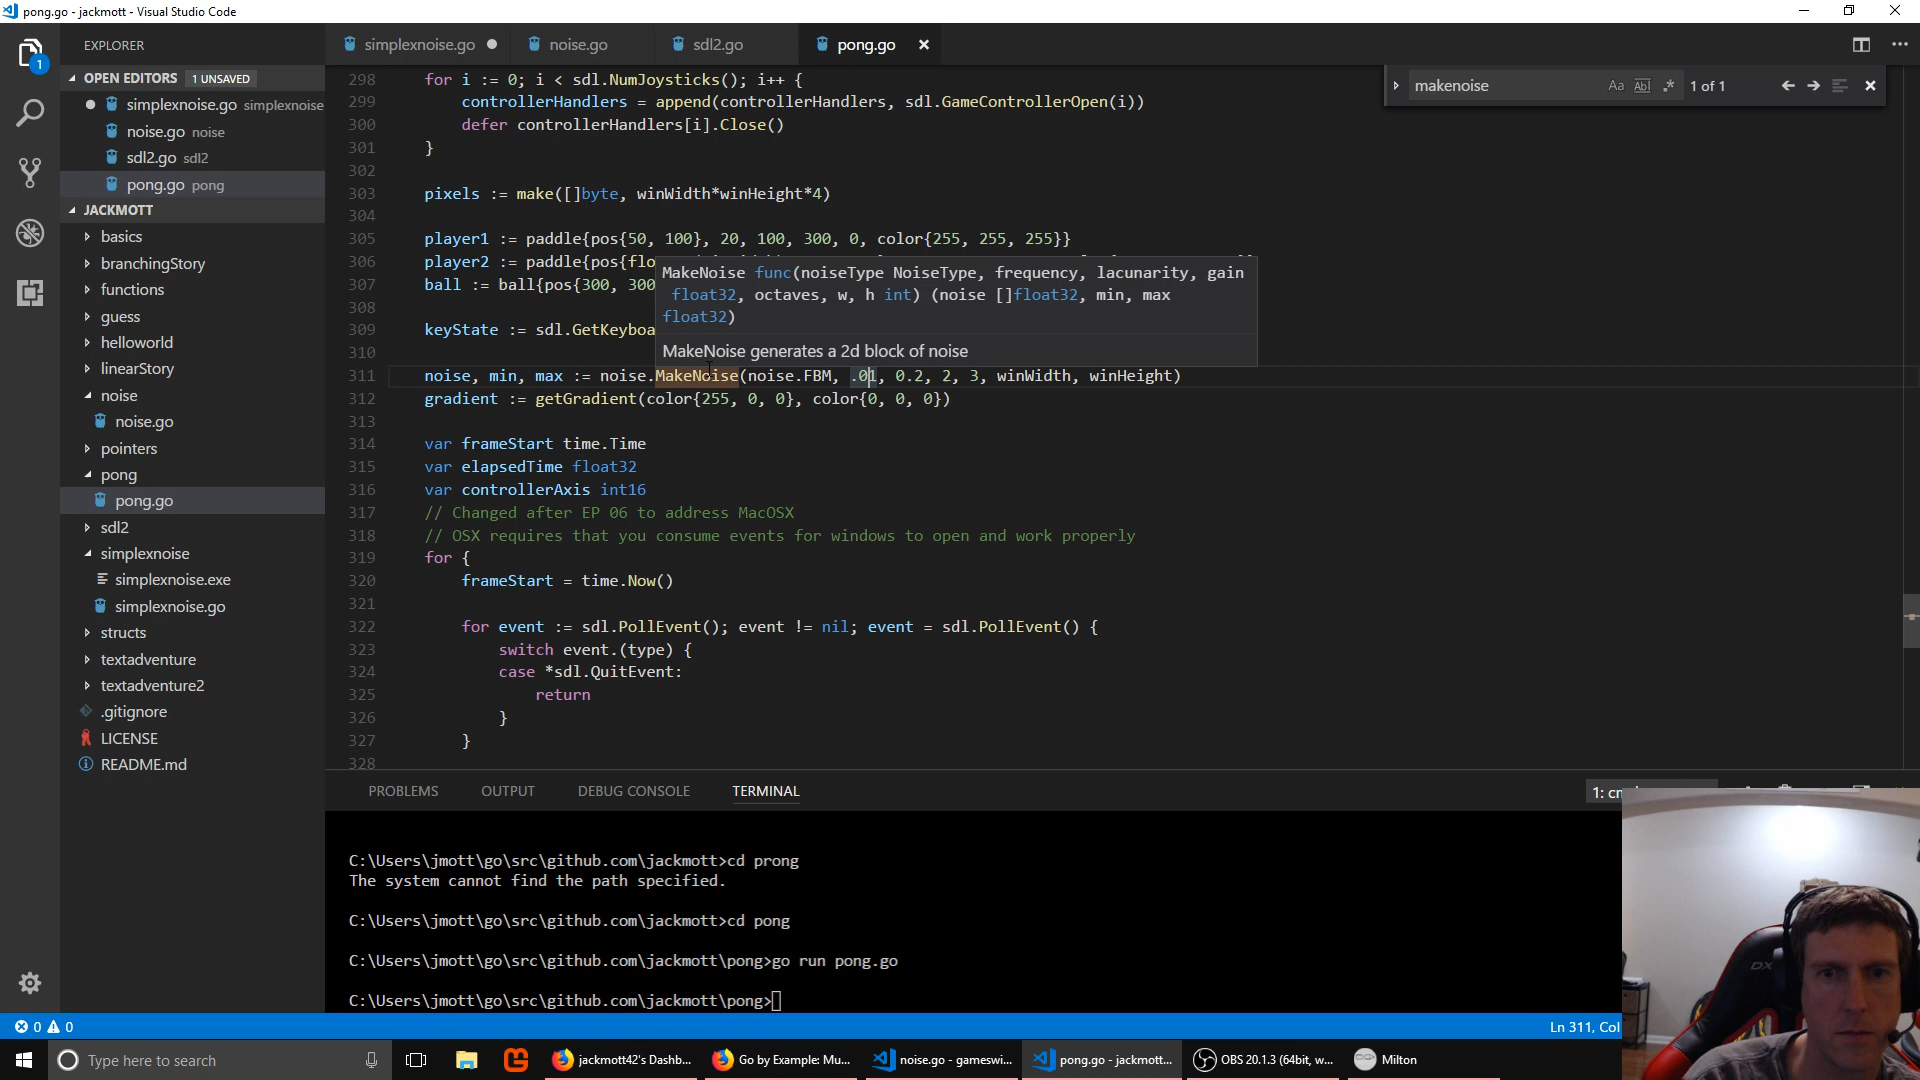 pong.go - jackmott - Visual Studio Code
EXPLORER
OPEN EDITORS 1 UNSAVED
simplexnoise.go simplexnoise
noise.go noise
sdl2.go sdl2
pong.go pong
JACKMOTT
basics
branchingStory
functions
guess
helloworld
linearStory
noise
noise.go
pointers
pong
pong.go
sdl2
simplexnoise
simplexnoise.exe
simplexnoise.go
structs
textadventure
textadventure2
.gitignore
LICENSE
README.md
simplexnoise.go
noise.go
sdl2.go
pong.go
makenoise
Aa Abl .* 1 of 1
298 for i := 0; i < sdl.NumJoysticks(); i++ {
299 controllerHandlers = append(controllerHandlers, sdl.GameControllerOpen(i))
300 defer controllerHandlers[i].Close()
301 }
302
303 pixels := make([]byte, winWidth*winHeight*4)
304
305 player1 := paddle{pos{50, 100}, 20, 100, 300, 0, color{255, 255, 255}}
306 player2 := paddle{pos{flo
307 ball := ball{pos{300, 300
308
309 keyState := sdl.GetKeyboa
310
MakeNoise func(noiseType NoiseType, frequency, lacunarity, gain
float32, octaves, w, h int) (noise []float32, min, max
float32)
MakeNoise generates a 2d block of noise
311 noise, min, max := noise.MakeNoise(noise.FBM, .01, 0.2, 2, 3, winWidth, winHeight)
312 gradient := getGradient(color{255, 0, 0}, color{0, 0, 0})
313
314 var frameStart time.Time
315 var elapsedTime float32
316 var controllerAxis int16
317 // Changed after EP 06 to address MacOSX
318 // OSX requires that you consume events for windows to open and work properly
319 for {
320 frameStart = time.Now()
321
322 for event := sdl.PollEvent(); event != nil; event = sdl.PollEvent() {
323 switch event.(type) {
324 case *sdl.QuitEvent:
325 return
326 }
327 }
328
PROBLEMS OUTPUT DEBUG CONSOLE TERMINAL
C:\Users\jmott\go\src\github.com\jackmott>cd prong
The system cannot find the path specified.
C:\Users\jmott\go\src\github.com\jackmott>cd pong
C:\Users\jmott\go\src\github.com\jackmott\pong>go run pong.go
C:\Users\jmott\go\src\github.com\jackmott\pong>
DX
0 0
Ln 311, Col
Type here to search
jackmott42's Dashb...
Go by Example: Mu...
noise.go - gameswi...
pong.go - jackmott...
OBS 20.1.3 (64bit, w...
Milton